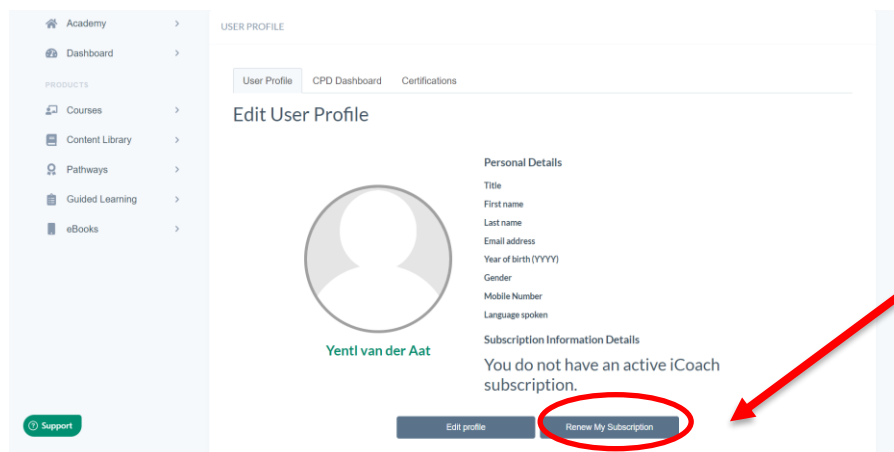 Academy
Dashboard
PRODUCTS
Courses
Content Library
Pathways
Guided Learning
eBooks
Support
USER PROFILE
User Profile CPD Dashboard Certifications
Edit User Profile
Yentl van der Aat
Personal Details
Title
First name
Last name
Email address
Year of birth (YYYY)
Gender
Mobile Number
Language spoken
Subscription Information Details
You do not have an active iCoach
subscription.
Edit profile Renew My Subscription